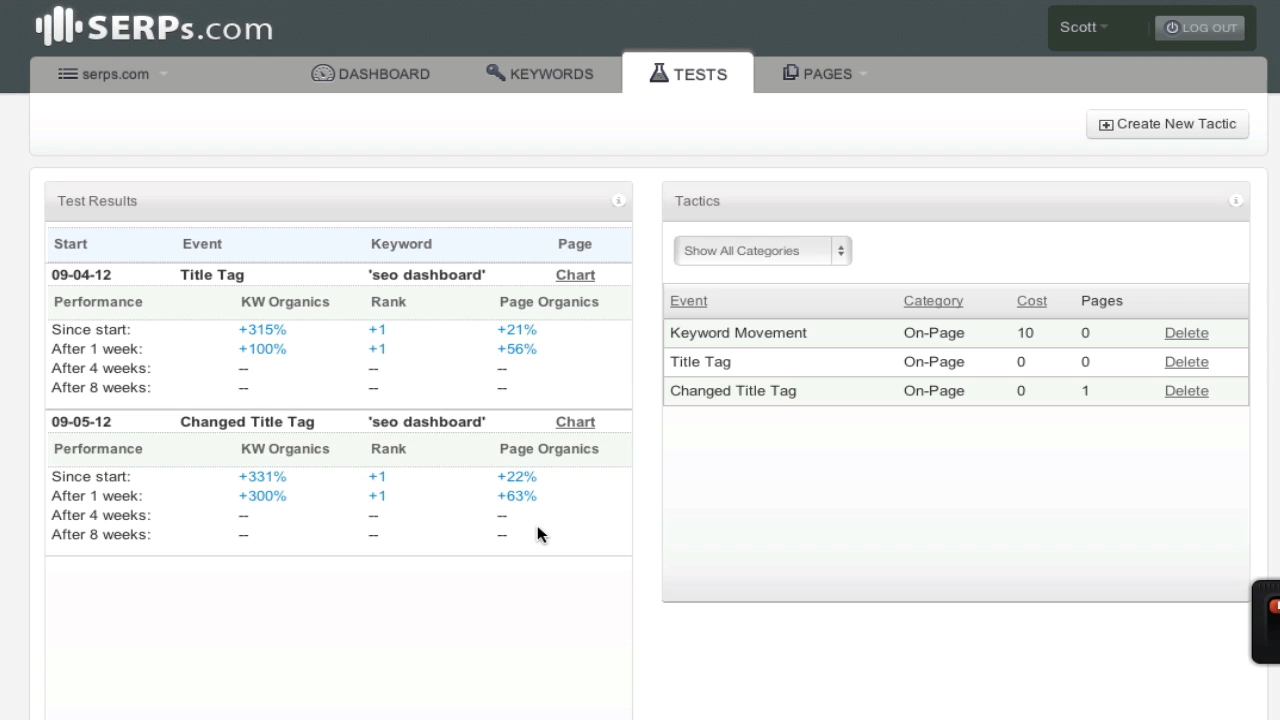 SERPs.com
Scott
LOG OUT
serps.com DASHBOARD KEYWORDS TESTS PAGES
Create New Tactic
Test Results
Start Event Keyword Page
09-04-12 Title Tag 'seo dashboard' Chart
Performance KW Organics Rank Page Organics
Since start: +315% +1 +21%
After 1 week: +100% +1 +56%
After 4 weeks: -- -- --
After 8 weeks: -- -- --
09-05-12 Changed Title Tag 'seo dashboard' Chart
Performance KW Organics Rank Page Organics
Since start: +331% +1 +22%
After 1 week: +300% +1 +63%
After 4 weeks: -- -- --
After 8 weeks: -- -- --
Tactics
Show All Categories
Event Category Cost Pages
Keyword Movement On-Page 10 0 Delete
Title Tag On-Page 0 0 Delete
Changed Title Tag On-Page 0 1 Delete